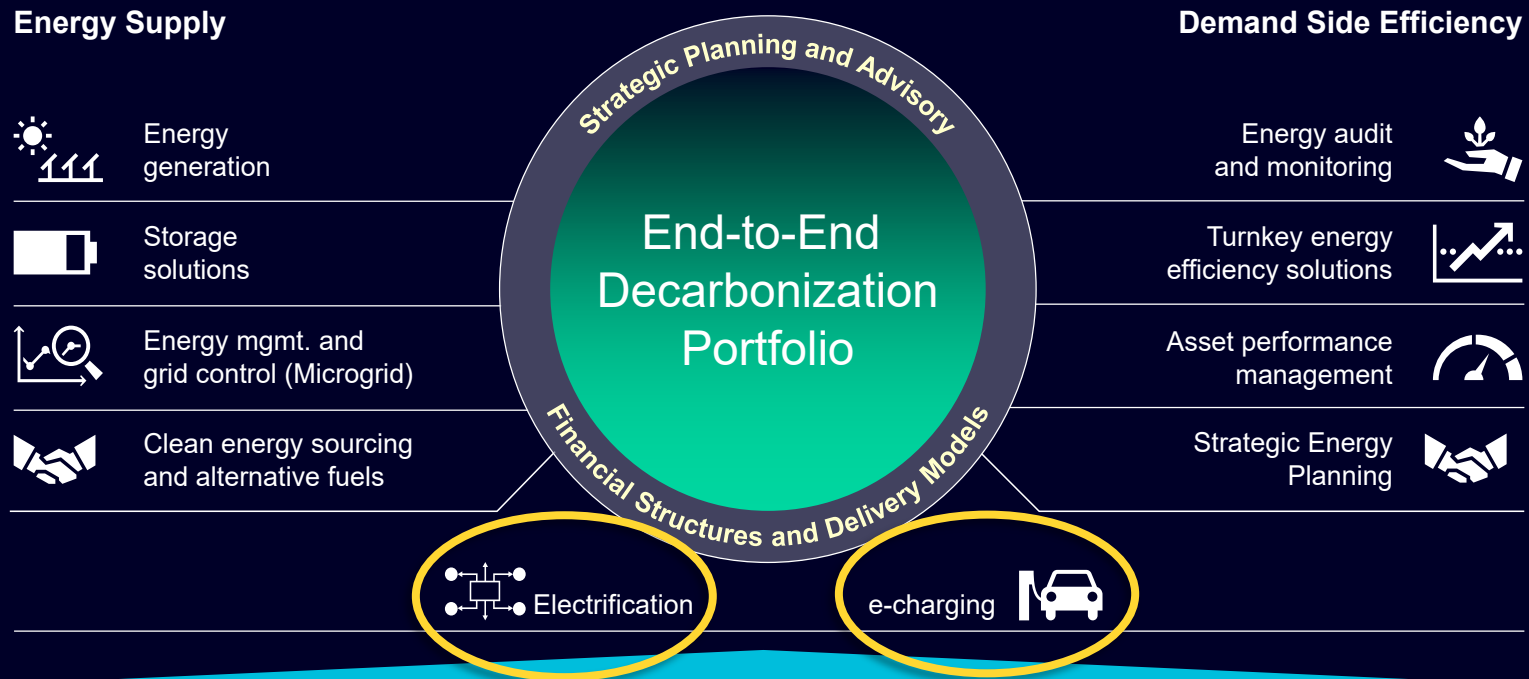 Energy Supply
Demand Side Efficiency
Strategic Planning and Advisory
Energy
generation
Storage
solutions
Energy mgmt. and
grid control (Microgrid)
Clean energy sourcing
and alternative fuels
End-to-End
Decarbonization
Portfolio
Energy audit
and monitoring
Turnkey energy
efficiency solutions
Asset performance
management
Strategic Energy
Planning
Financial Structures and Delivery Models
Electrification
e-charging